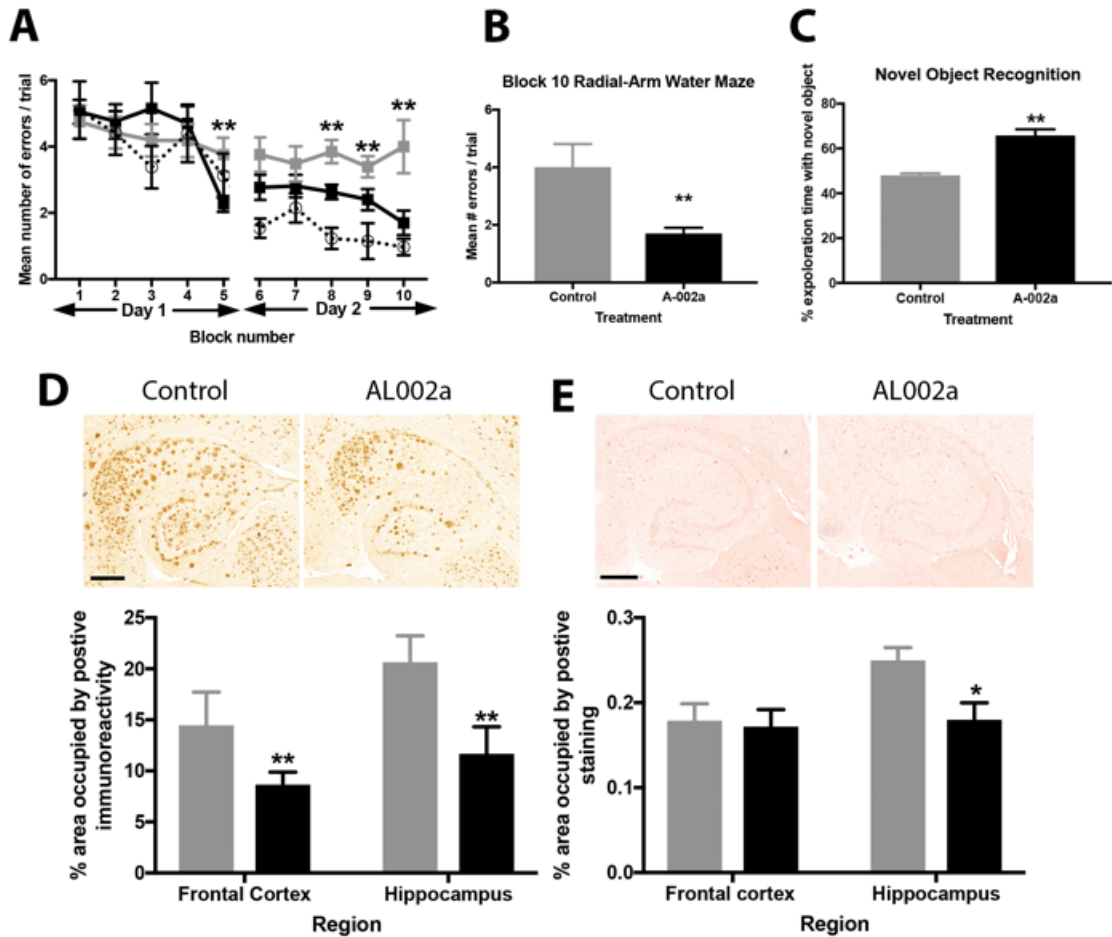 A
6
4
2
0
Mean number of errors / trial
**
**
**
**
1 2 3 4 5 6 7 8 9 10
Day 1 Day 2
Block number
B
Block 10 Radial-Arm Water Maze
6
4
2
0
Mean # errors / trial
**
Control A-002a
Treatment
C
Novel Object Recognition
80
60
40
20
0
% expoloration time with novel object
**
Control A-002a
Treatment
D
Control AL002a
25
20
15
10
5
0
% area occupied by postive
immunoreactivity
**
**
Frontal Cortex Hippocampus
Region
E
Control AL002a
0.3
0.2
0.1
0.0
% area occupied by postive
staining
*
Frontal cortex Hippocampus
Region